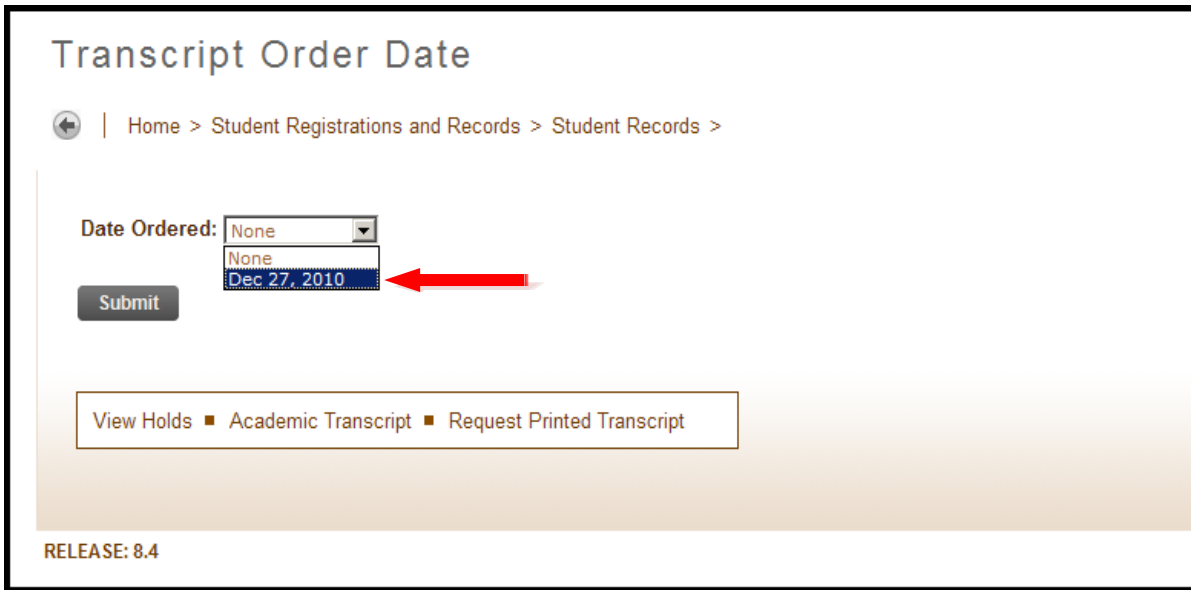 Transcript Order Date
Home > Student Registrations and Records > Student Records >
Date Ordered: None
None
Dec 27, 2010
Submit
View Holds ■ Academic Transcript ■ Request Printed Transcript
RELEASE: 8.4